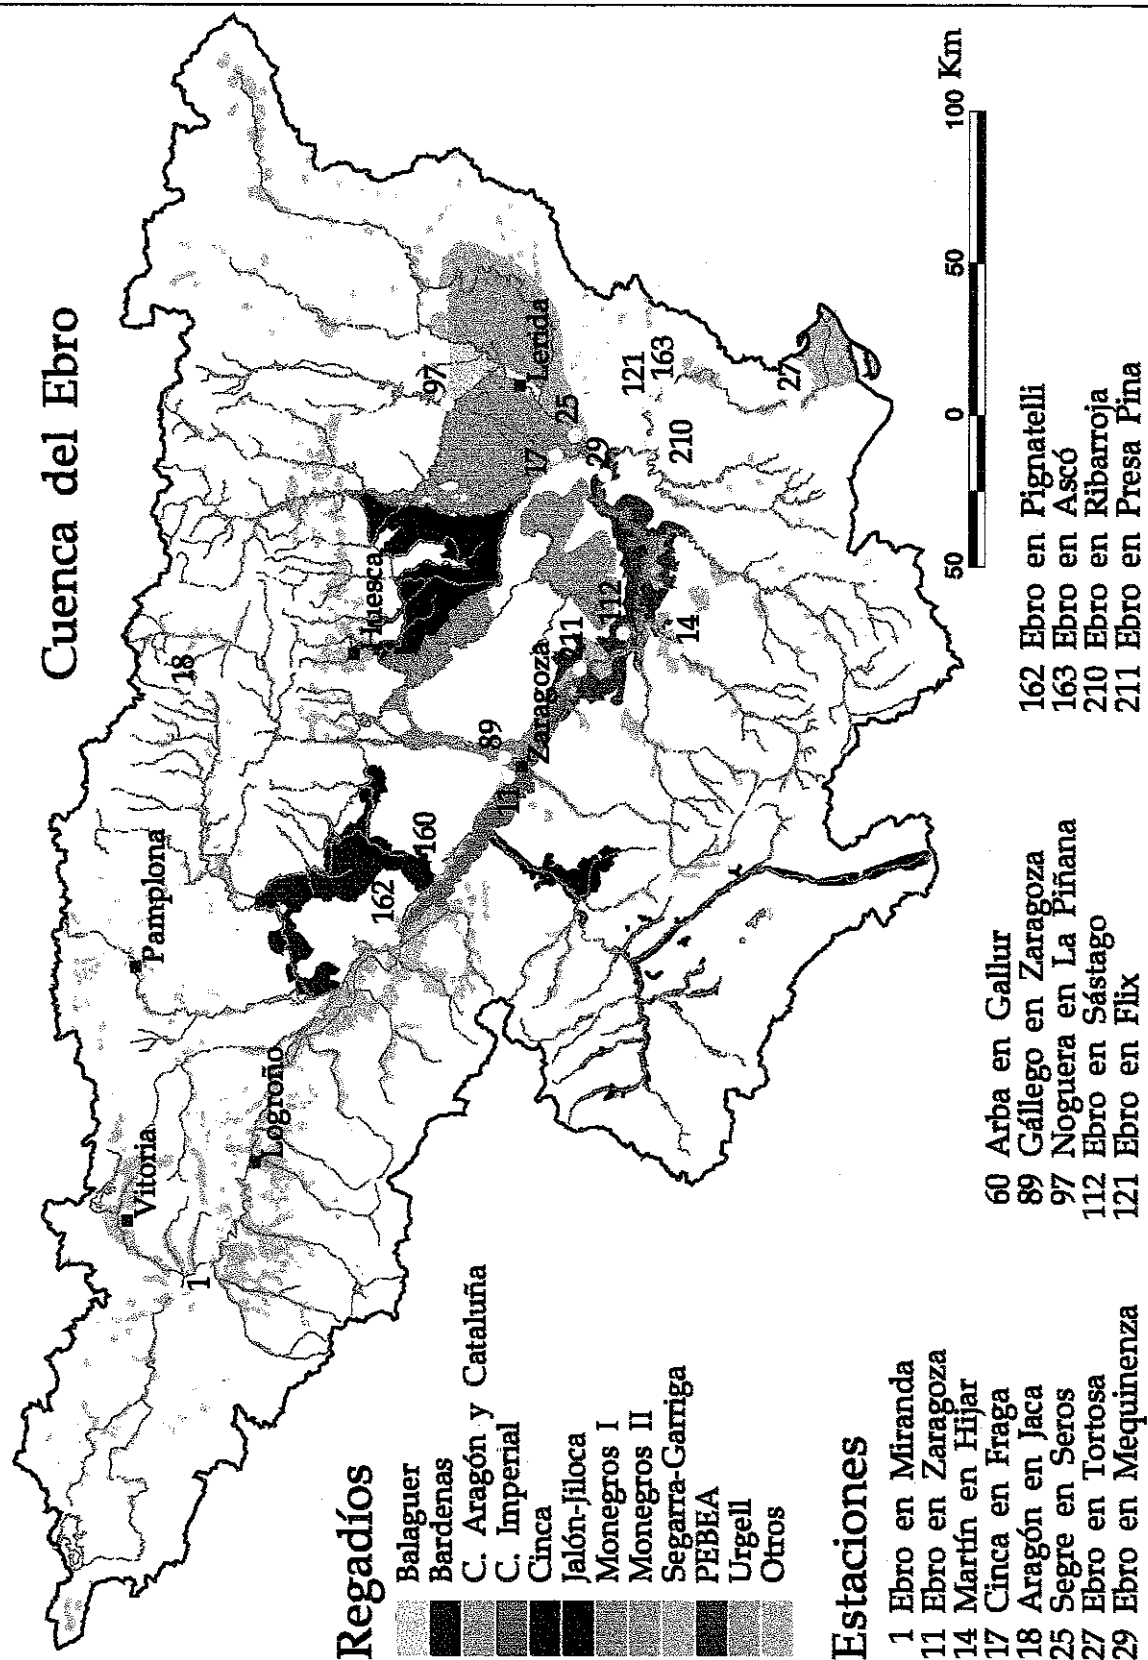 Cuenca del Ebro
18
Pamplona
Vitoria
1
Logroño
Huesca
97
Lerida
162
160
89
11
Zaragoza
17
25
29
211
112
14
121
163
210
27
50 0 50 100 Km
Regadíos
Balaguer
Bardenas
C. Aragón y Cataluña
C. Imperial
Cinca
Jalón-Jiloca
Monegros I
Monegros II
Segarra-Garriga
PEBEA
Urgell
Otros
Estaciones
1 Ebro en Miranda
11 Ebro en Zaragoza
14 Martín en Hijar
17 Cinca en Fraga
18 Aragón en Jaca
25 Segre en Seros
27 Ebro en Tortosa
29 Ebro en Mequinenza
60 Arba en Gallur
89 Gállego en Zaragoza
97 Noguera en La Piñana
112 Ebro en Sástago
121 Ebro en Flix
162 Ebro en Pignatelli
163 Ebro en Ascó
210 Ebro en Ribarroja
211 Ebro en Presa Pina